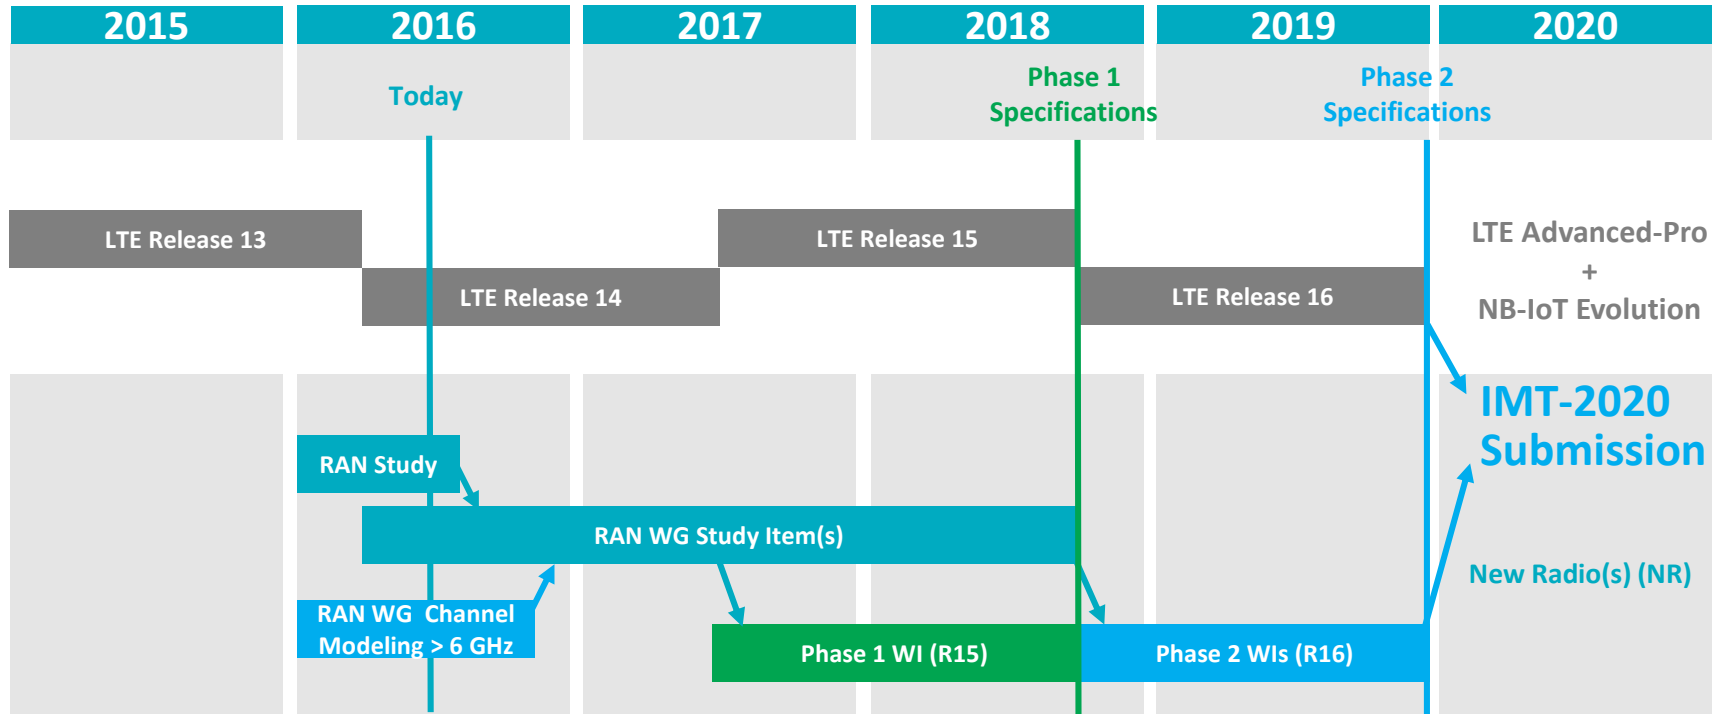 2015
2016
2017
2018
2019
2020
Today
Phase 1
Specifications
Phase 2
Specifications
LTE Release 13
LTE Release 15
LTE Release 14
LTE Release 16
LTE Advanced-Pro
+
NB-IoT Evolution
IMT-2020
Submission
RAN Study
RAN WG Study Item(s)
New Radio(s) (NR)
RAN WG Channel
Modeling > 6 GHz
Phase 1 WI (R15)
Phase 2 WIs (R16)